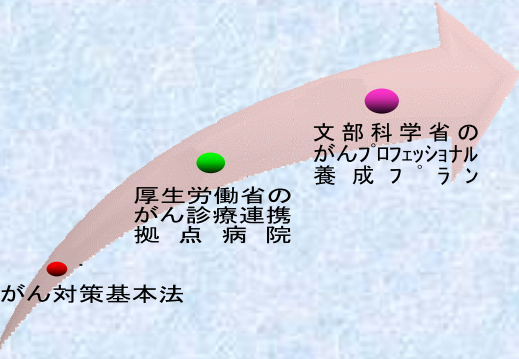 文部科学省の
がんプロフェッショナル
養成プラン
厚生労働省の
がん診療連携
拠点病院
がん対策基本法